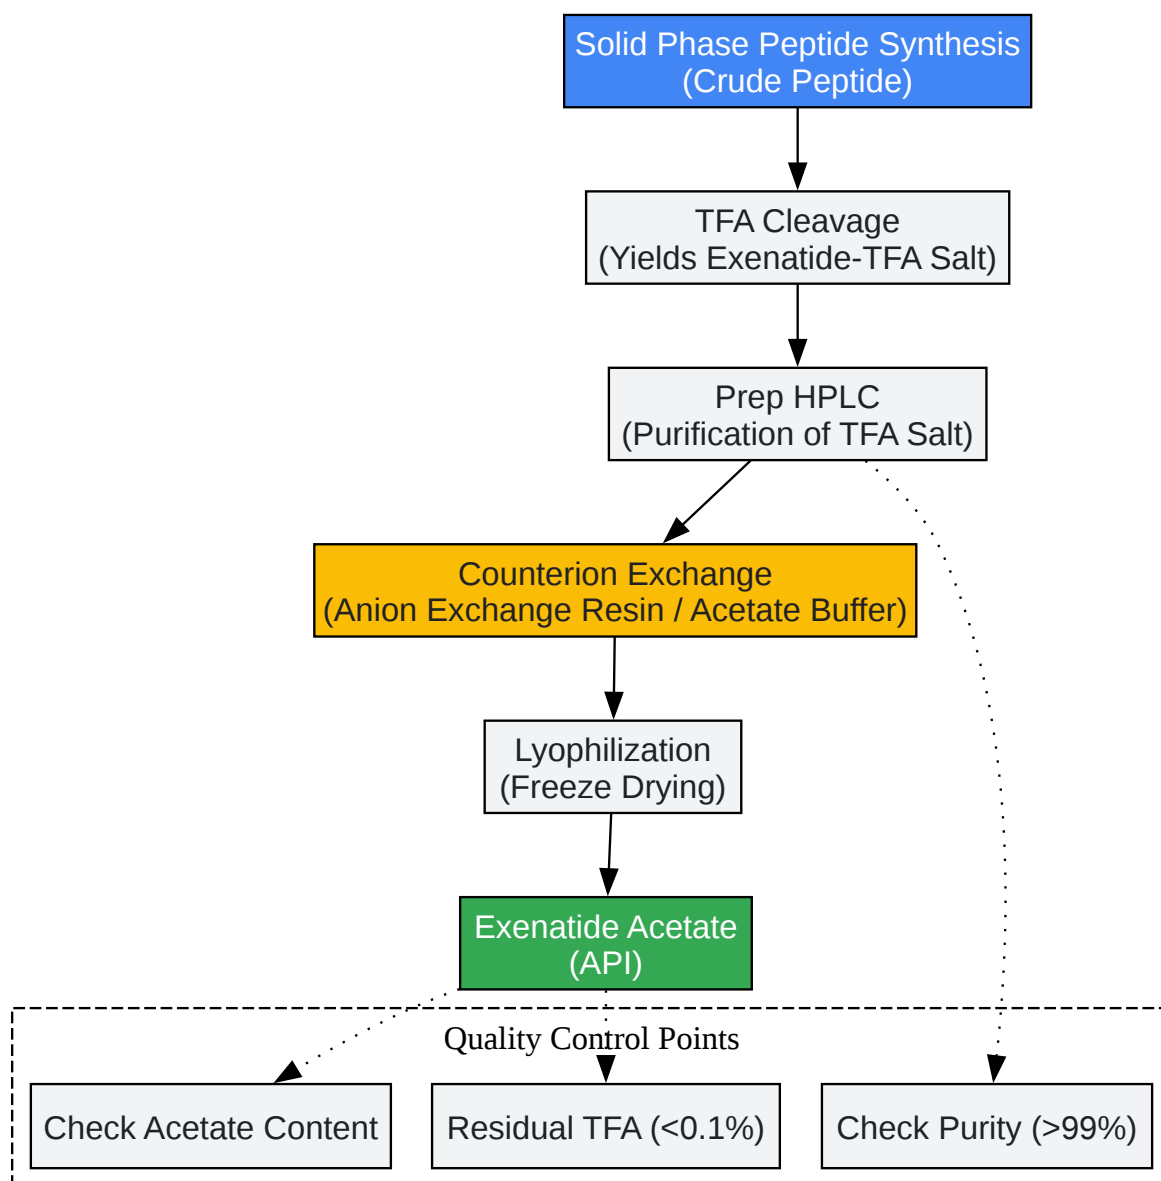 Solid Phase Peptide Synthesis
(Crude Peptide)
TFA Cleavage
(Yields Exenatide-TFA Salt)
Prep HPLC
(Purification of TFA Salt)
Counterion Exchange
(Anion Exchange Resin / Acetate Buffer)
Lyophilization
(Freeze Drying)
Exenatide Acetate
(API)
Quality Control Points
Check Acetate Content
Residual TFA (<0.1%)
Check Purity (>99%)